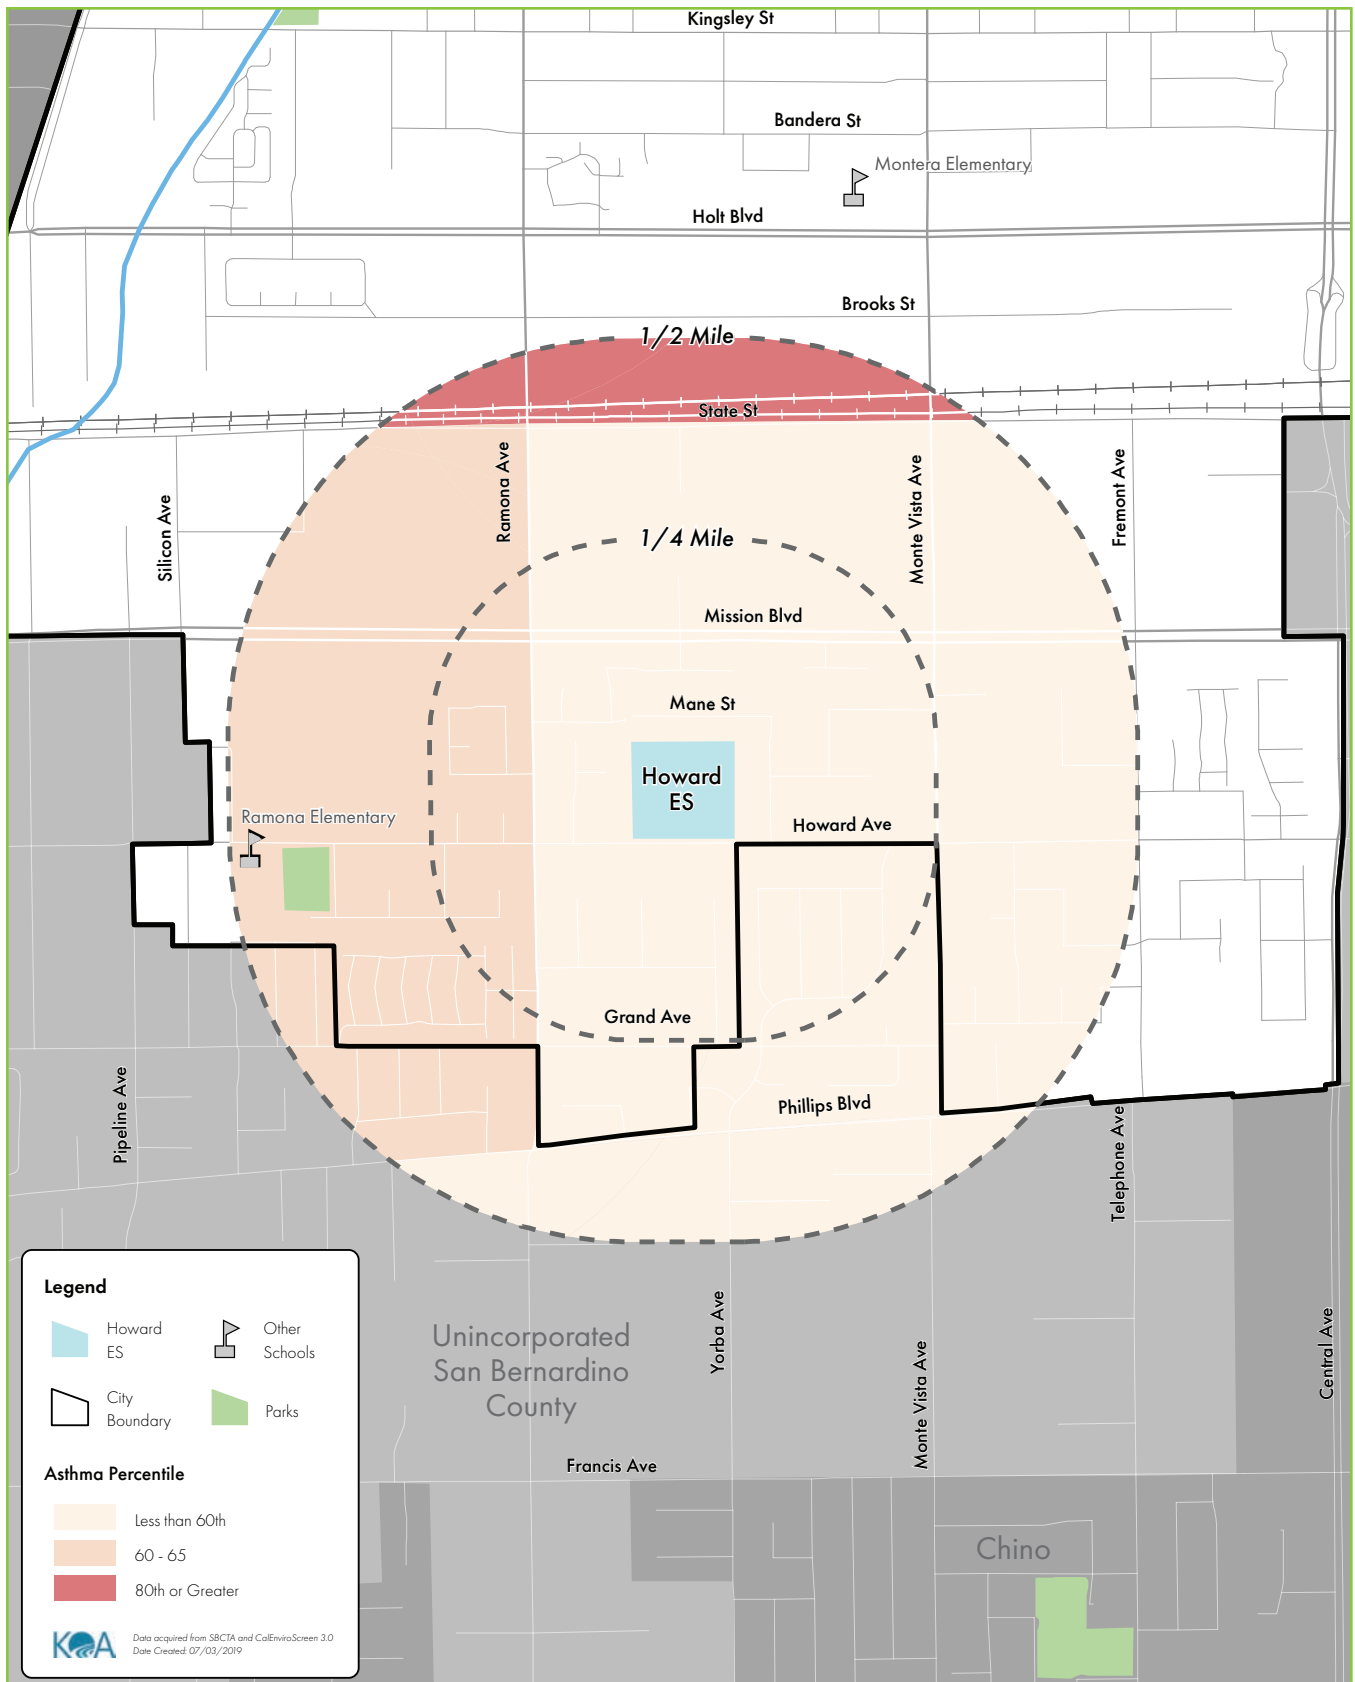 Kingsley St
Bandera St
Montera Elementary
Holt Blvd
Brooks St
1/2 Mile
State St
Ramona Ave
Monte Vista Ave
Fremont Ave
Silicon Ave
1/4 Mile
Mission Blvd
Mane St
Howard
ES
Ramona Elementary
Howard Ave
Grand Ave
Phillips Blvd
Pipeline Ave
Telephone Ave
Yorba Ave
Monte Vista Ave
Central Ave
Unincorporated
San Bernardino
County
Francis Ave
Chino
Legend
Howard
ES
Other
Schools
City
Boundary
Parks
Asthma Percentile
Less than 60th
60 - 65
80th or Greater
KOA
Data acquired from SBCTA and CalEnviroScreen 3.0
Date Created: 07/03/2019